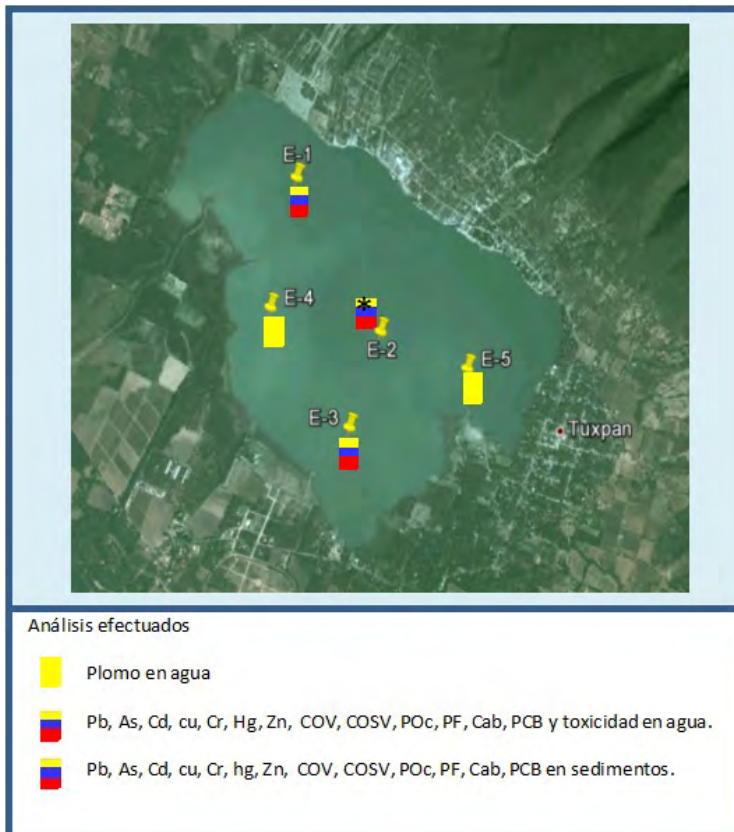 E-1
E-4
E-2
E-5
E-3
Tuxpan
Análisis efectuados
Plomo en agua
Pb, As, Cd, cu, Cr, Hg, Zn, COV, COSV, POc, PF, Cab, PCB y toxicidad en agua.
Pb, As, Cd, cu, Cr, hg, Zn, COV, COSV, POc, PF, Cab, PCB en sedimentos.